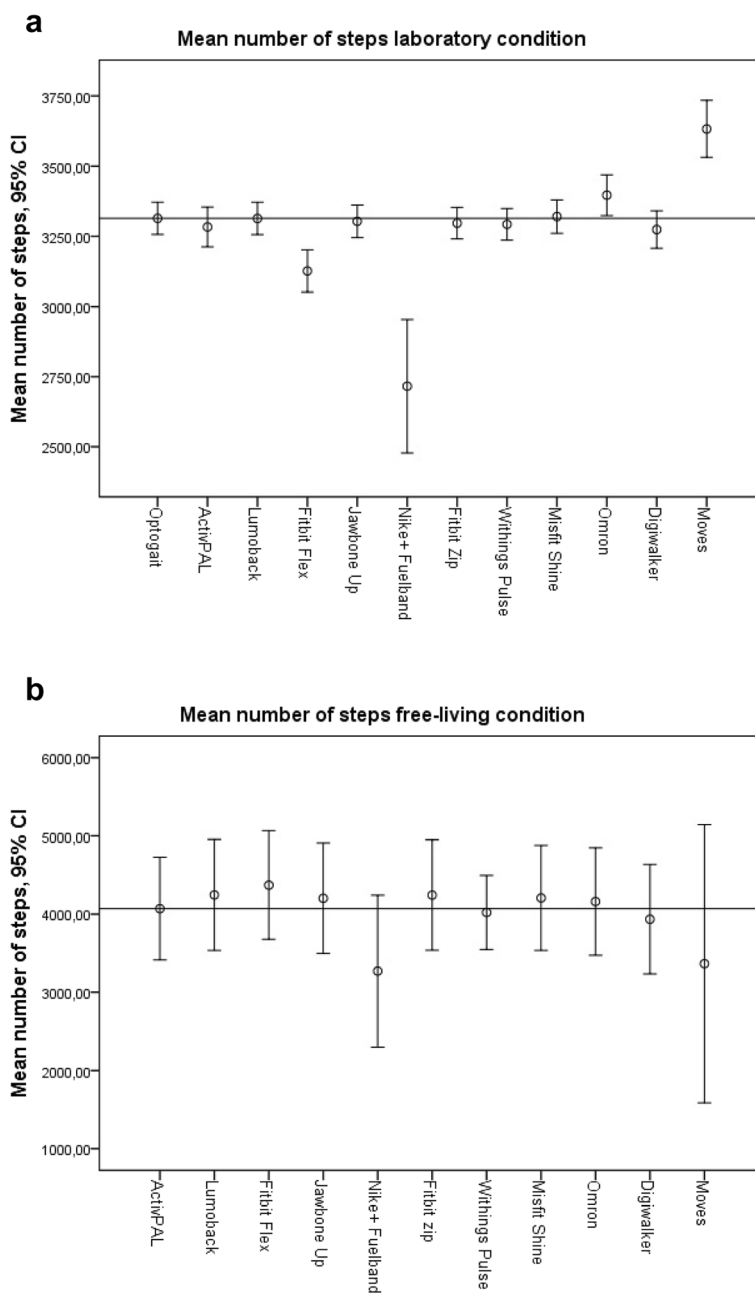 a
Mean number of steps laboratory condition
Mean number of steps, 95% CI
3750,00
3500,00
3250,00
3000,00
2750,00
2500,00
Optogait
ActivPAL
Lumoback
Fitbit Flex
Jawbone Up
Nike+ Fuelband
Fitbit Zip
Withings Pulse
Misfit Shine
Omron
Digiwalker
Moves
b
Mean number of steps free-living condition
Mean number of steps, 95% CI
6000,00
5000,00
4000,00
3000,00
2000,00
1000,00
ActivPAL
Lumoback
Fitbit Flex
Jawbone Up
Nike+ Fuelband
Fitbit zip
Withings Pulse
Misfit Shine
Omron
Digiwalker
Moves